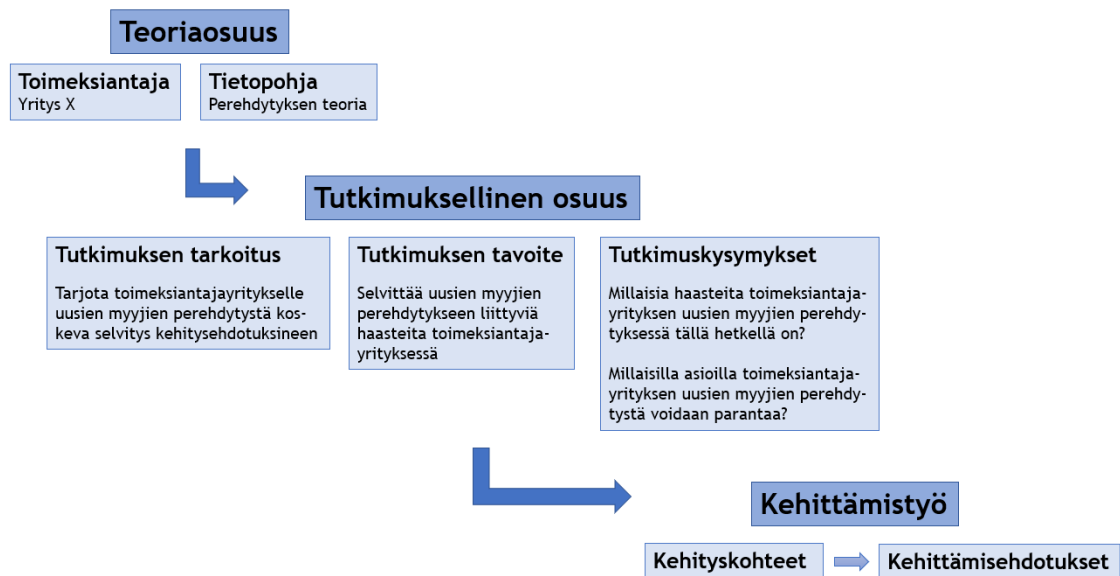 Teoriaosuus
Toimeksiantaja
Yritys X
Tietopohja
Perehdytyksen teoria
Tutkimuksellinen osuus
Tutkimuksen tarkoitus
Tarjota toimeksiantajayritykselle
uusien myyjien perehdytystä kos-
keva selvitys kehitysehdotuksineen
Tutkimuksen tavoite
Selvittää uusien myyjien
perehdytykseen liittyviä
haasteita toimeksiantaja-
yrityksessä
Tutkimuskysymykset
Millaisia haasteita toimeksiantaja-
yrityksen uusien myyjien perehdy-
tyksessä tällä hetkellä on?
Millaisilla asioilla toimeksiantaja-
yrityksen uusien myyjien perehdy-
tystä voidaan parantaa?
Kehittämistyö
Kehityskohteet
Kehittämisehdotukset